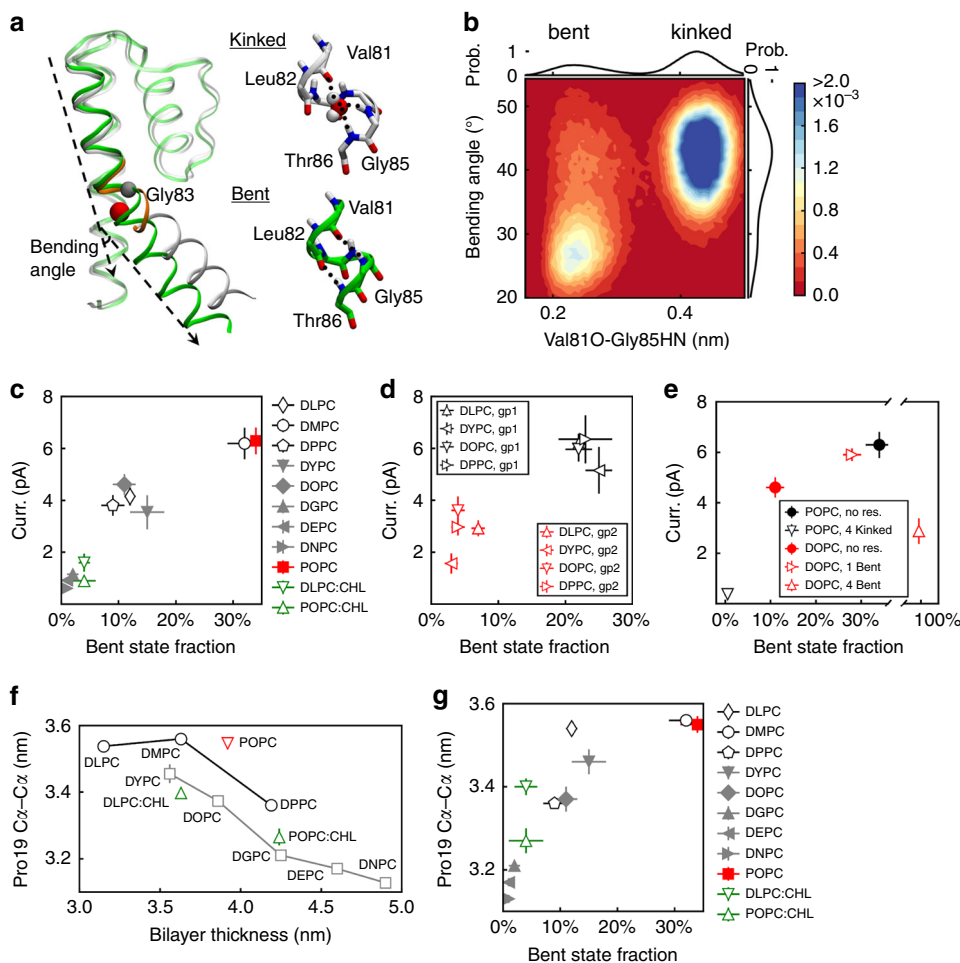 a
Kinked
Val81
Leu82
Thr86
Gly85
Gly83
Bent
Val81
Leu82
Gly85
Thr86
Bending
angle
b
bent
kinked
Prob.
1
0
Prob.
0
1
Bending angle (°)
50
40
30
20
0.2
0.4
Val81O-Gly85HN (nm)
>2.0
×10⁻³
1.6
1.2
0.8
0.4
0.0
c
Curr. (pA)
8
6
4
2
0%
10%
20%
30%
Bent state fraction
DLPC
DMPC
DPPC
DYPC
DOPC
DGPC
DEPC
DNPC
POPC
DLPC:CHL
POPC:CHL
d
Curr. (pA)
8
6
4
2
0%
10%
20%
30%
Bent state fraction
DLPC, gp1
DYPC, gp1
DOPC, gp1
DPPC, gp1
DLPC, gp2
DYPC, gp2
DOPC, gp2
DPPC, gp2
e
Curr. (pA)
8
6
4
2
0%
10%
20%
30%
100%
Bent state fraction
POPC, no res.
POPC, 4 Kinked
DOPC, no res.
DOPC, 1 Bent
DOPC, 4 Bent
f
Pro19 Cα–Cα (nm)
3.6
3.4
3.2
3.0
3.5
4.0
4.5
5.0
Bilayer thickness (nm)
DLPC
DMPC
POPC
DYPC
DLPC:CHL
DOPC
DPPC
POPC:CHL
DGPC
DEPC
DNPC
g
Pro19 Cα–Cα (nm)
3.6
3.4
3.2
0%
10%
20%
30%
Bent state fraction
DLPC
DMPC
DPPC
DYPC
DOPC
DGPC
DEPC
DNPC
POPC
DLPC:CHL
POPC:CHL